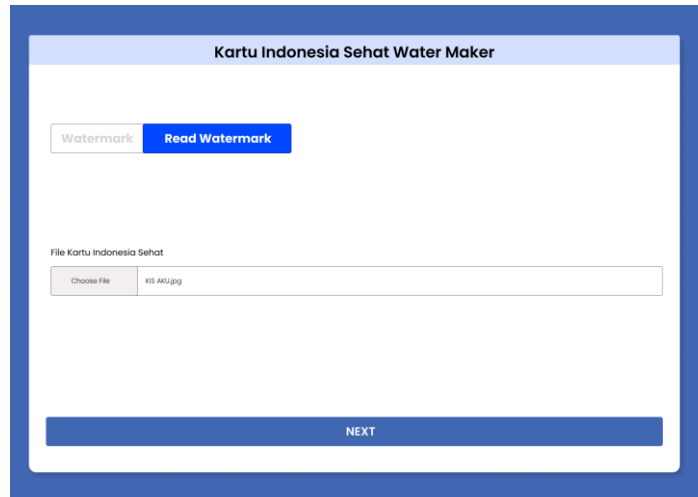 Kartu Indonesia Sehat Water Maker
Watermark Read Watermark
File Kartu Indonesia Sehat
Choose File KIS AKU.jpg
NEXT